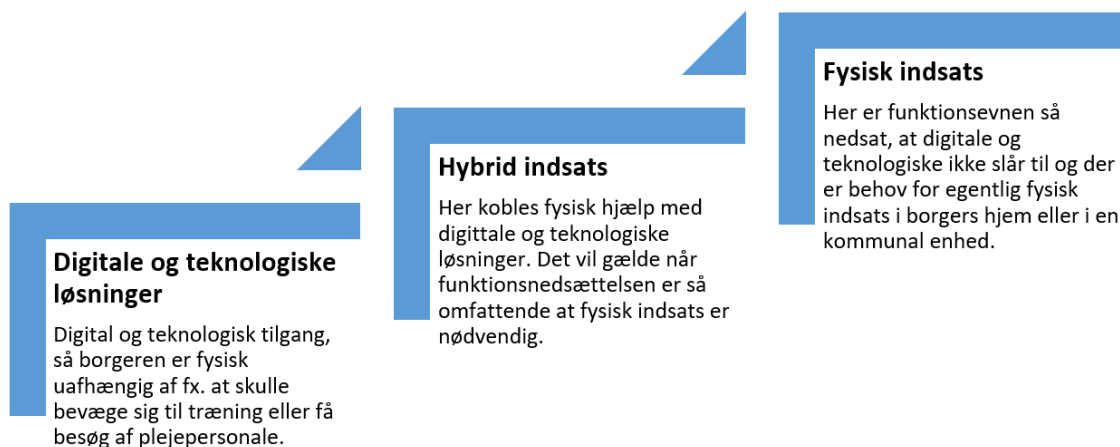 Digitale og teknologiske
løsninger
Digital og teknologisk tilgang,
så borgeren er fysisk
uafhængig af fx. at skulle
bevæge sig til træning eller få
besøg af plejepersonale.
Hybrid indsats
Her kobles fysisk hjælp med
digittale og teknologiske
løsninger. Det vil gælde når
funktionsnedsættelsen er så
omfattende at fysisk indsats er
nødvendig.
Fysisk indsats
Her er funktionsevnen så
nedsat, at digitale og
teknologiske ikke slår til og der
er behov for egentlig fysisk
indsats i borgers hjem eller i en
kommunal enhed.